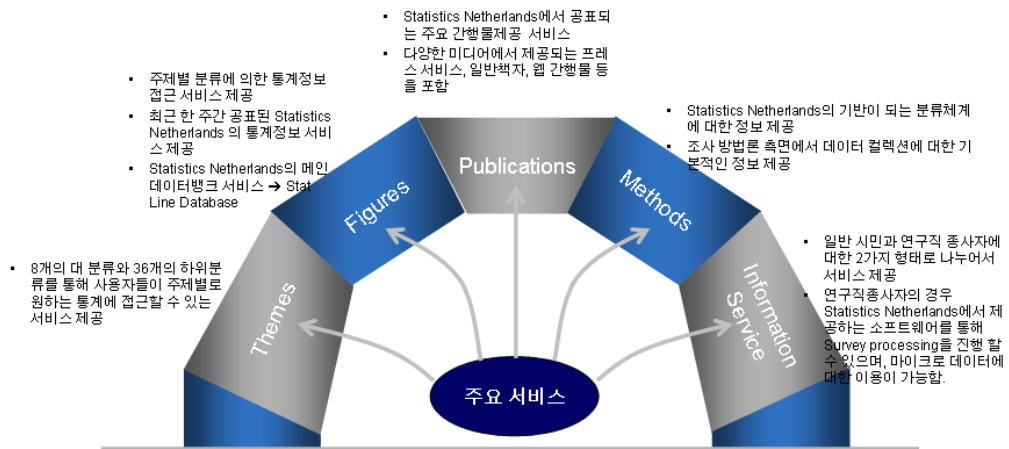 ▪ Statistics Netherlands에서 공표되
는 주요 간행물제공 서비스
▪ 다양한 미디어에서 제공되는 프레
스 서비스, 일반책자, 웹 간행물 등
을 포함
▪ 주제별 분류에 의한 통계정보
접근 서비스 제공
▪ 최근 한 주간 공표된 Statistics
Netherlands 의 통계정보 서비
스 제공
▪ Statistics Netherlands의 메인
데이터뱅크 서비스 → Stat
Line Database
▪ Statistics Netherlands의 기반이 되는 분류체계
에 대한 정보 제공
▪ 조사 방법론 측면에서 데이터 컬렉션에 대한 기
본적인 정보 제공
Publications
Figures
Methods
▪ 8개의 대 분류와 36개의 하위분
류를 통해 사용자들이 주제별로
원하는 통계에 접근할 수 있는
서비스 제공
▪ 일반 시민과 연구직 종사자에
대한 2가지 형태로 나누어서
서비스 제공
▪ 연구직종사자의 경우
Statistics Netherlands에서 제
공하는 소프트웨어를 통해
Survey processing을 진행 할
수 있으며, 마이크로 데이터에
대한 이용이 가능함.
Themes
Information
Service
주요 서비스